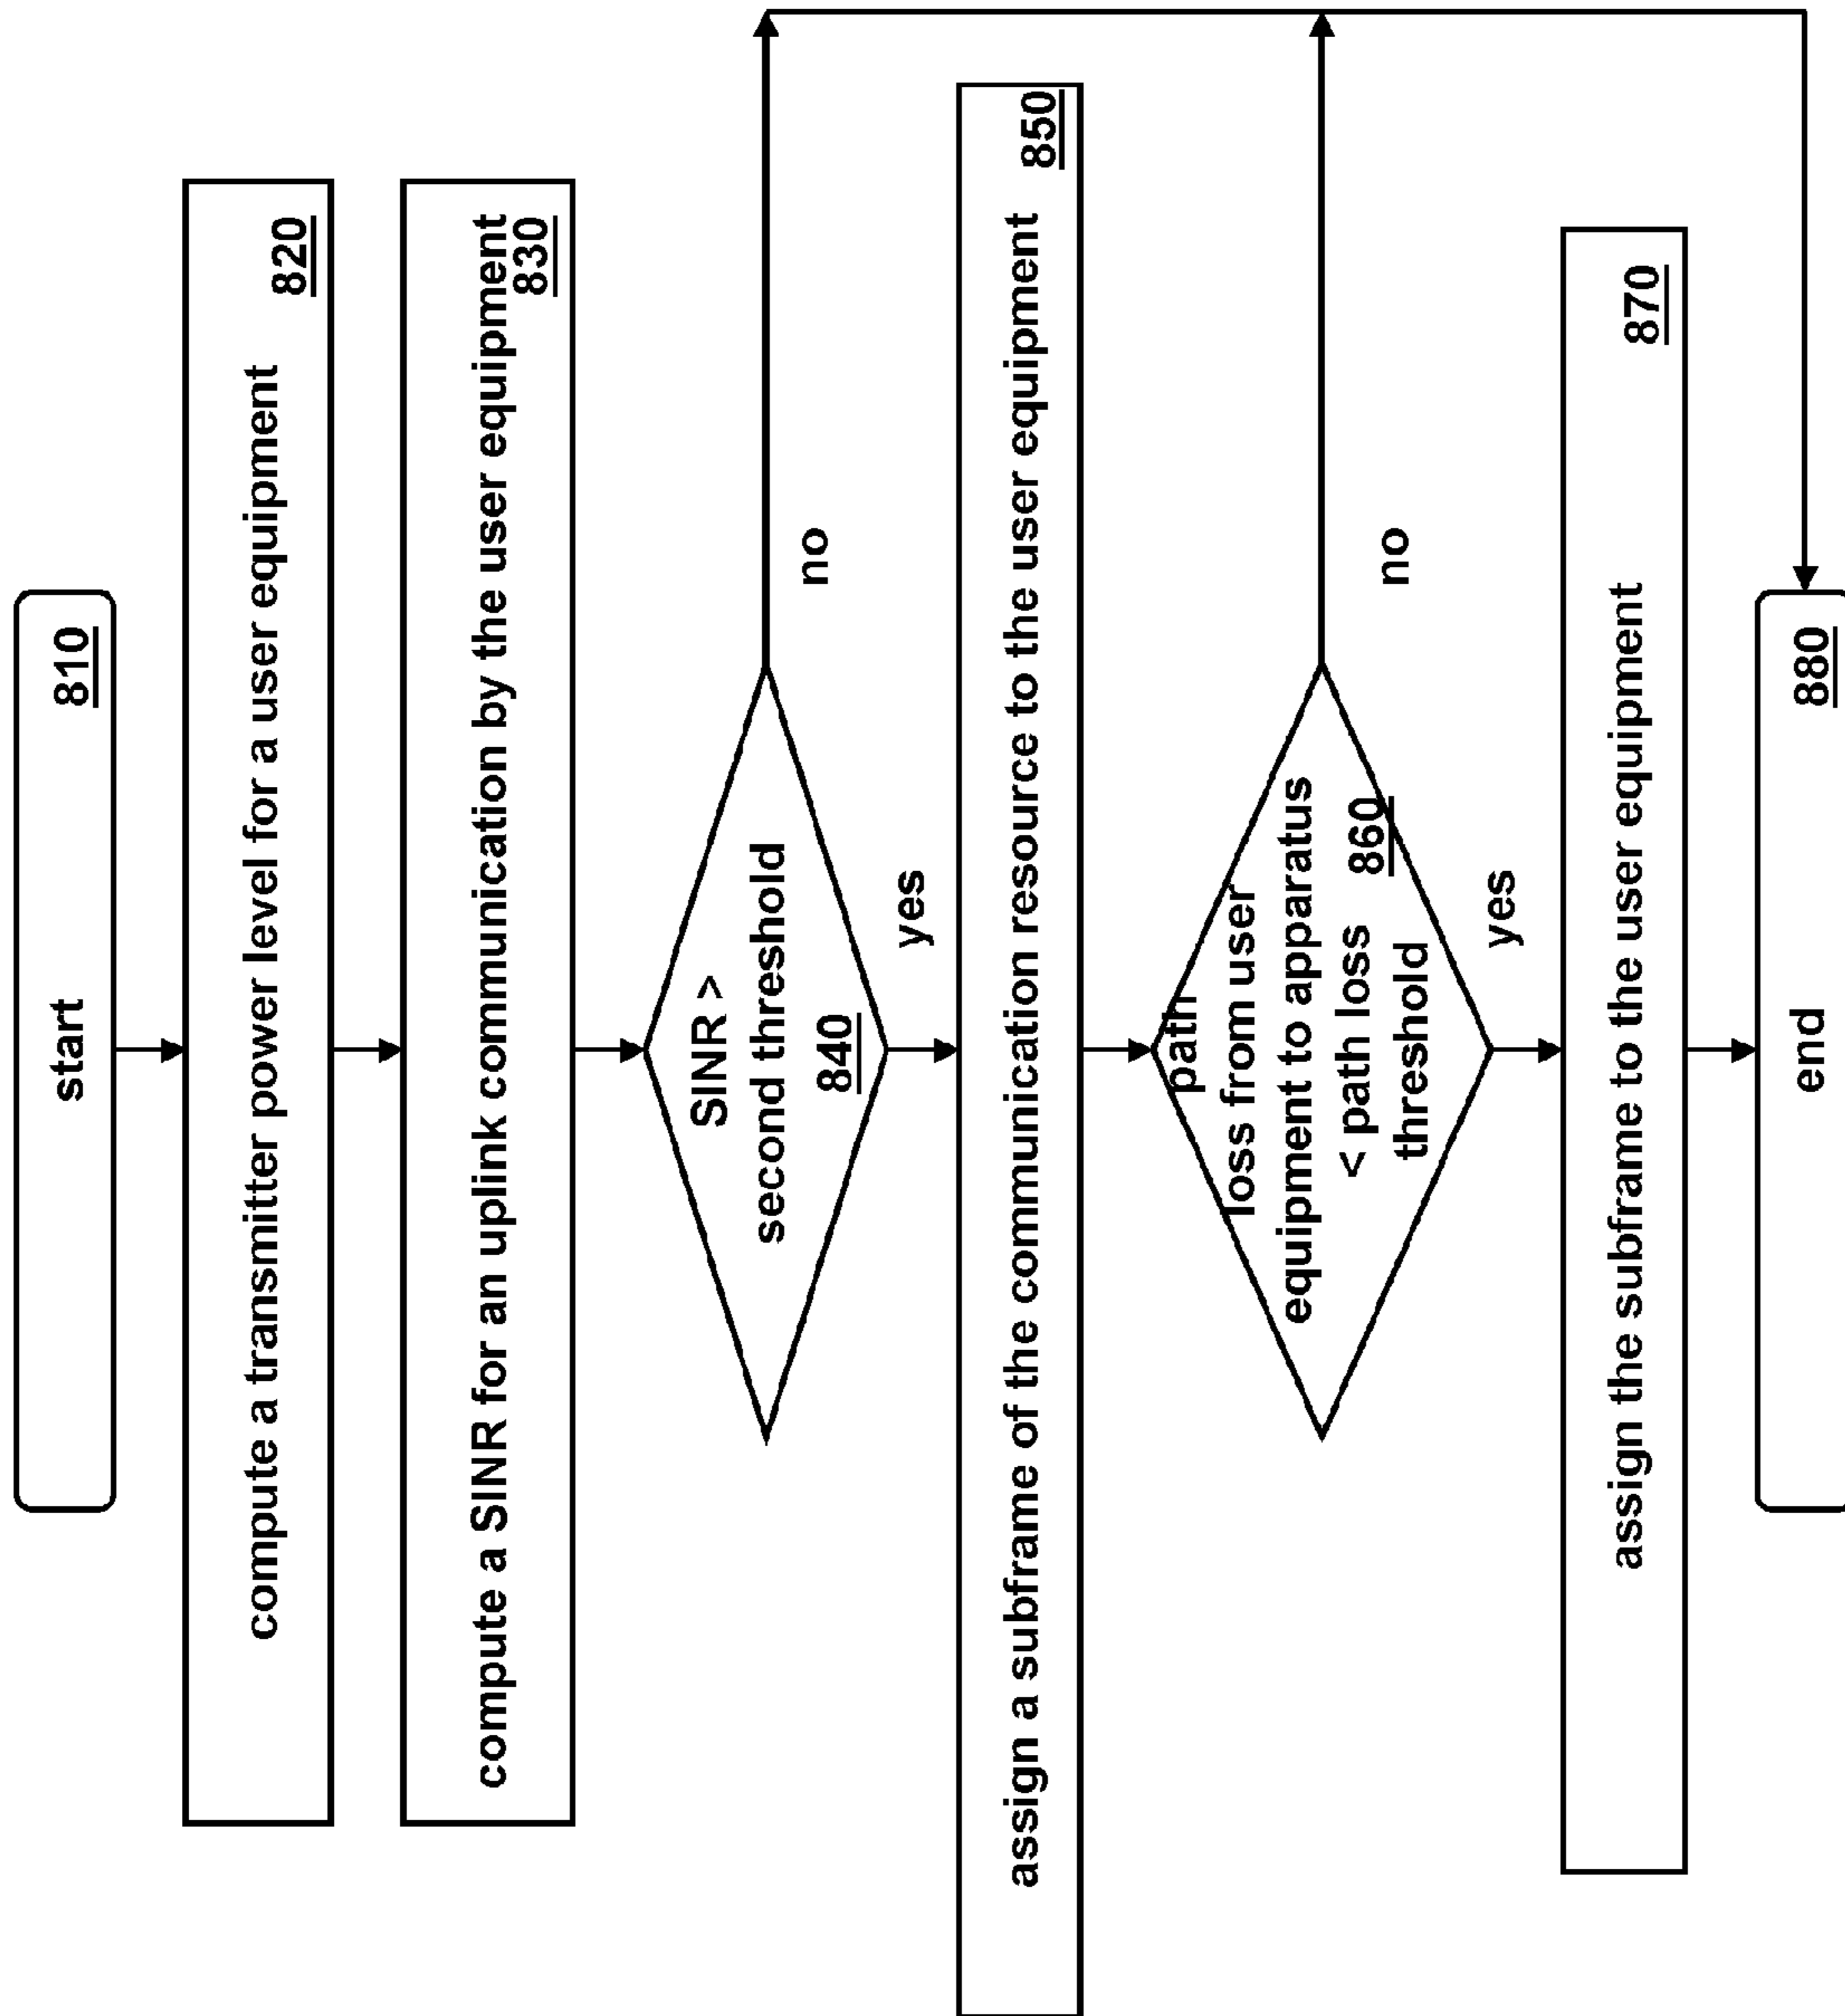 start
810
compute a transmitter power level for a user equipment
820
compute a SINR for an uplink communication by the user equipment
830
SINR >
second threshold
840
no
yes
assign a subframe of the communication resource to the user equipment
850
path
loss from user
equipment to apparatus
< path loss
860
threshold
no
yes
assign the subframe to the user equipment
870
end
880